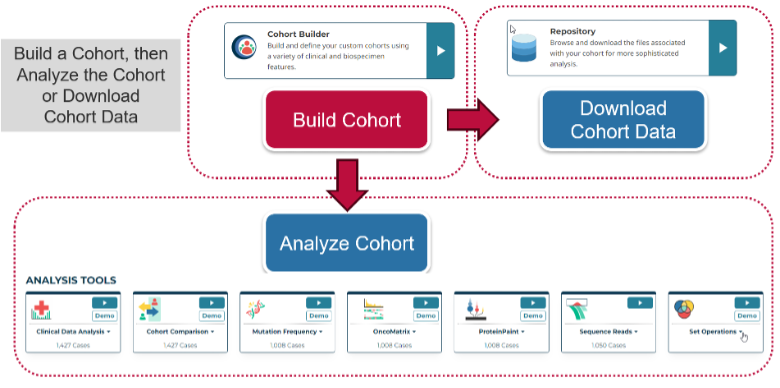 Build a Cohort, then
Analyze the Cohort
or Download
Cohort Data
Cohort Builder
Build and define your custom cohorts using
a variety of clinical and biospecimen
features.
Build Cohort
Repository
Browse and download the files associated
with your cohort for more sophisticated
analysis.
Download
Cohort Data
Analyze Cohort
ANALYSIS TOOLS
Demo
Clinical Data Analysis
1,427 Cases
Demo
Cohort Comparison
1,427 Cases
Demo
Mutation Frequency
1,008 Cases
Demo
OncoMatrix
1,008 Cases
Demo
ProteinPaint
1,008 Cases
Sequence Reads
1,050 Cases
Demo
Set Operations